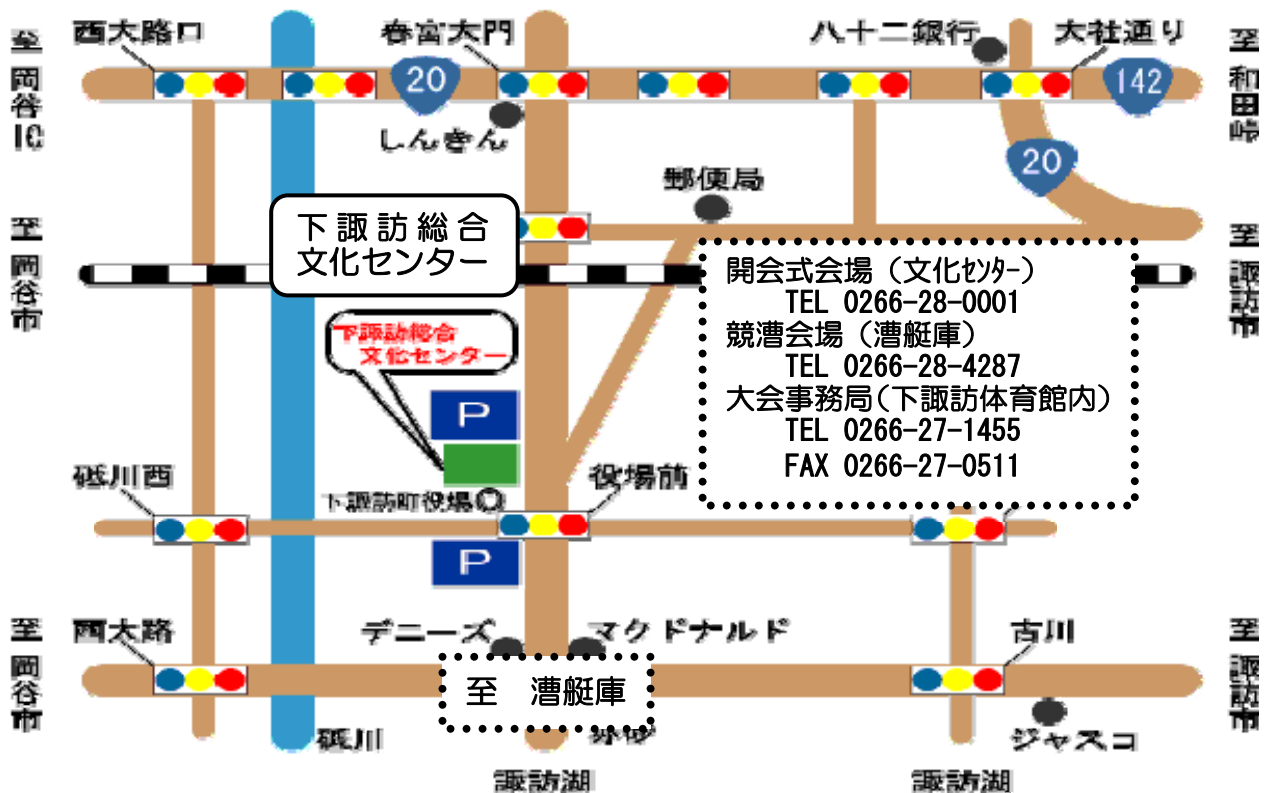 西大路口
春宮大門
八十二銀行
大社通り
至岡谷IC
20
142
至和田峠
しんきん
20
郵便局
至岡谷市
下諏訪総合
文化センター
至諏訪市
開会式会場（文化ｾﾝﾀｰ）
TEL 0266-28-0001
競漕会場（漕艇庫）
TEL 0266-28-4287
大会事務局（下諏訪体育館内）
TEL 0266-27-1455
FAX 0266-27-0511
下諏訪総合
文化センター
P
砥川西
下諏訪町役場
役場前
P
至岡谷市
西大路
デニーズ
マクドナルド
古川
至諏訪市
至　漕艇庫
砥川
ジャスコ
諏訪湖
諏訪湖